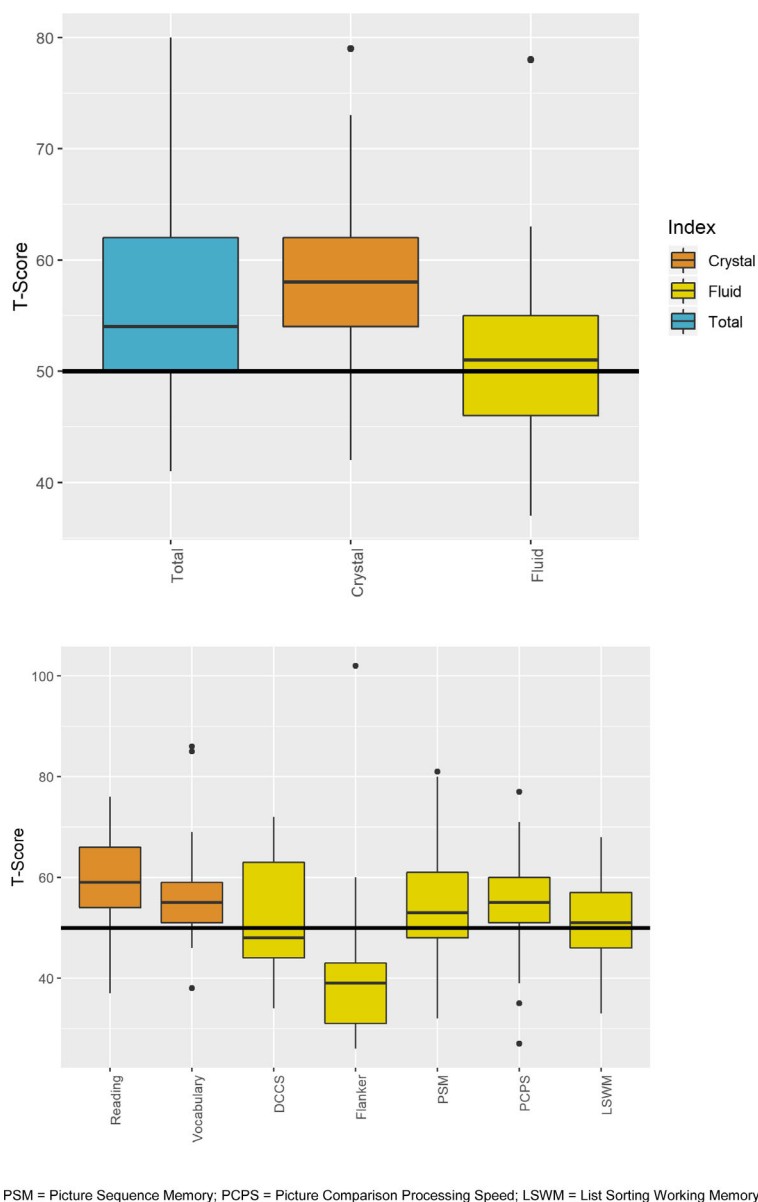 80
70
60
50
40
T-Score
Total
Crystal
Fluid
Index
Crystal
Fluid
Total
100
80
60
40
T-Score
Reading
Vocabulary
DCCS
Flanker
PSM
PCPS
LSWM
PSM = Picture Sequence Memory; PCPS = Picture Comparison Processing Speed; LSWM = List Sorting Working Memory